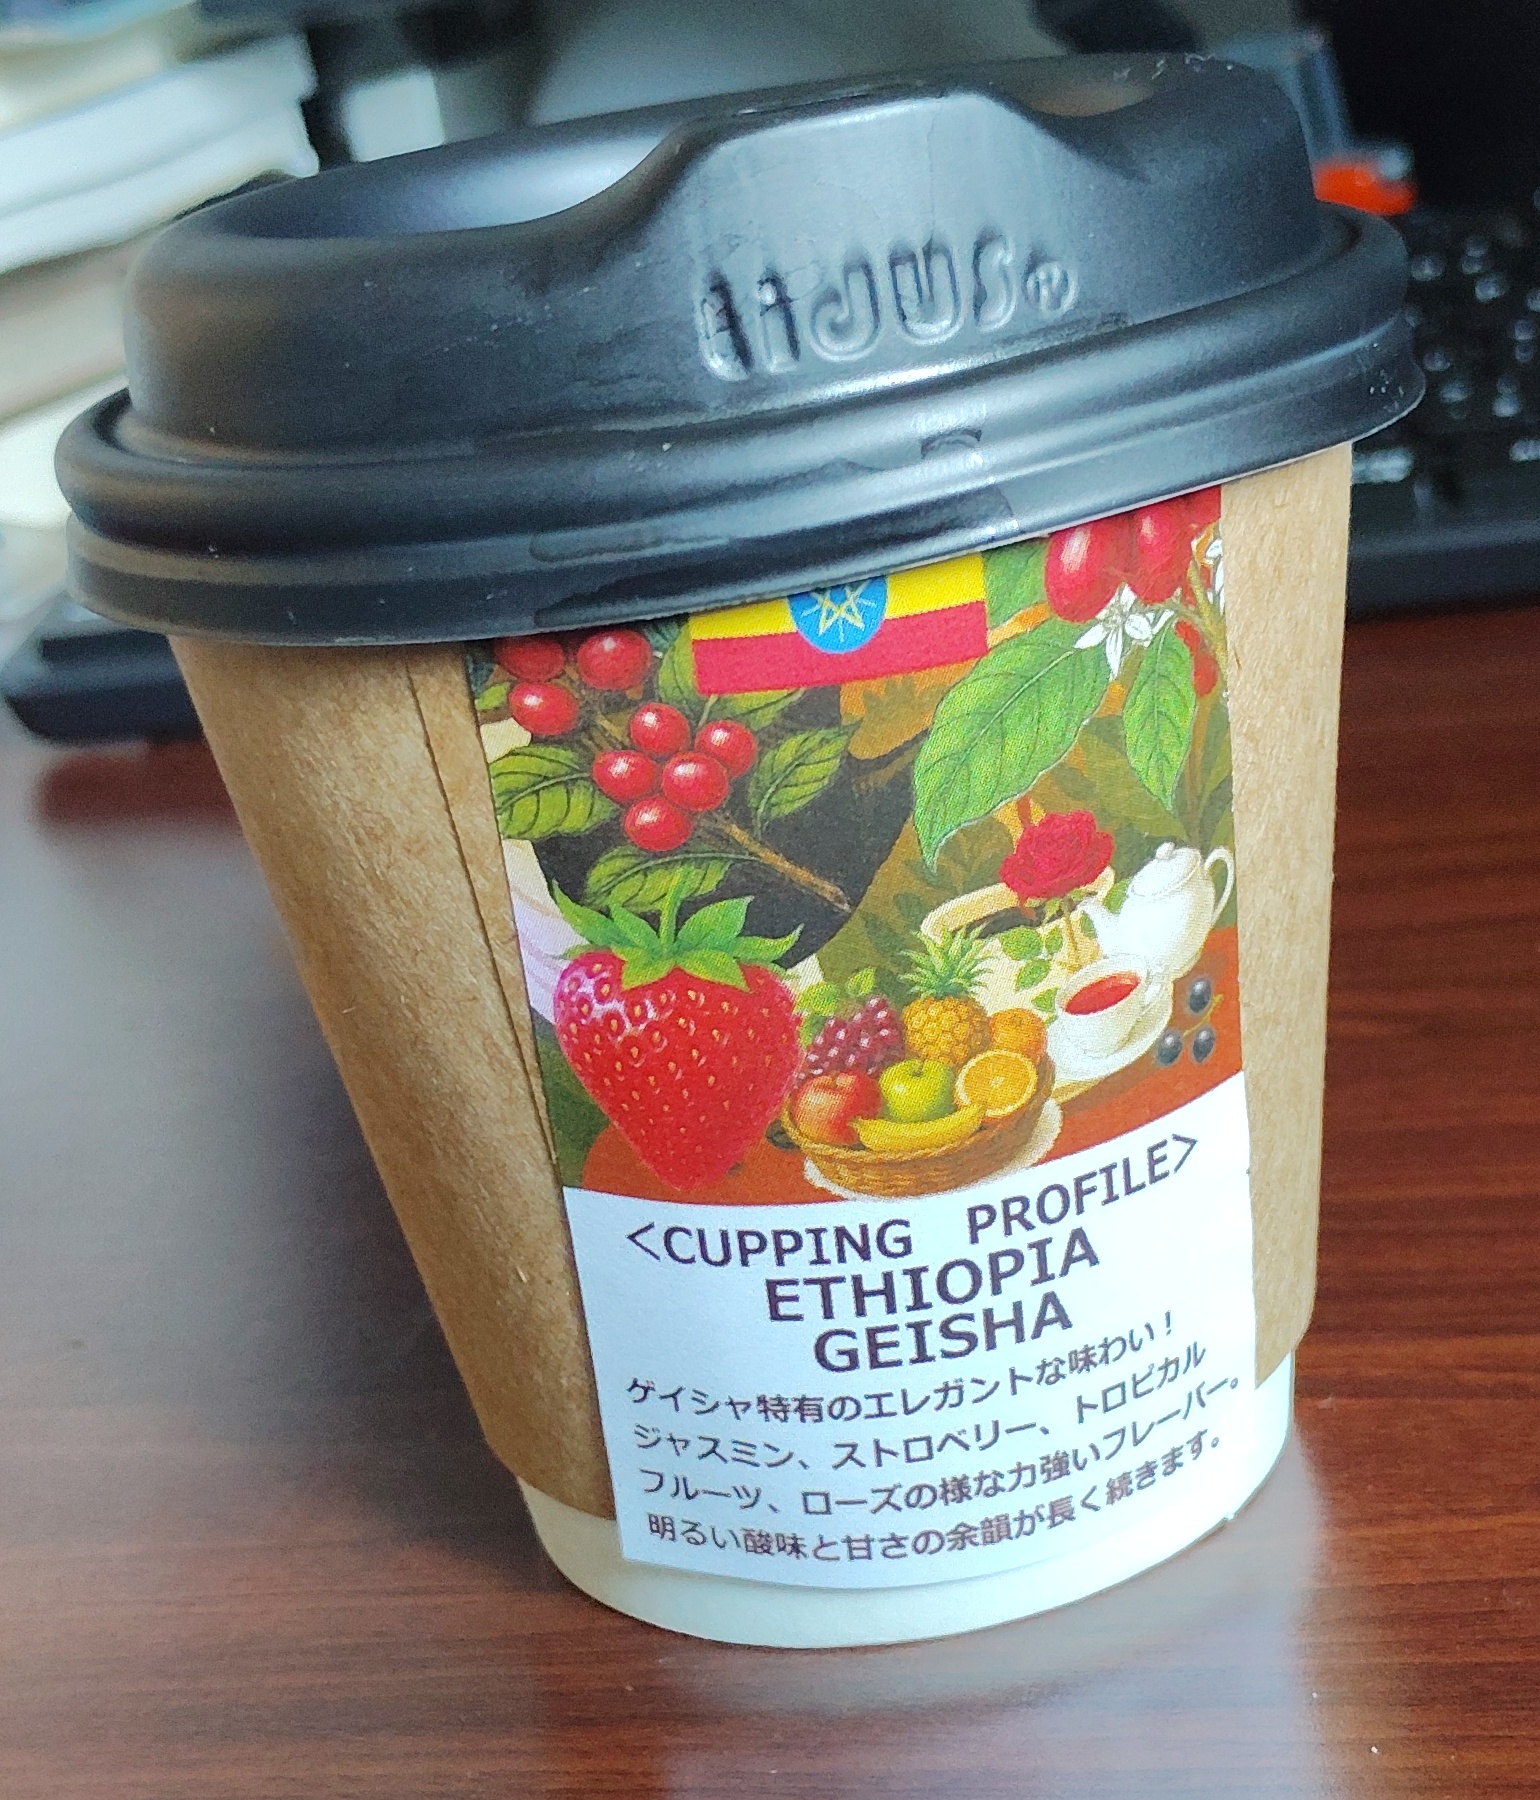 <CUPPING PROFILE>
ETHIOPIA
GEISHA
ゲイシャ特有のエレガントな味わい！
ジャスミン、ストロベリー、トロピカル
フルーツ、ローズの様な力強いフレーバー。
明るい酸味と甘さの余韻が長く続きます。